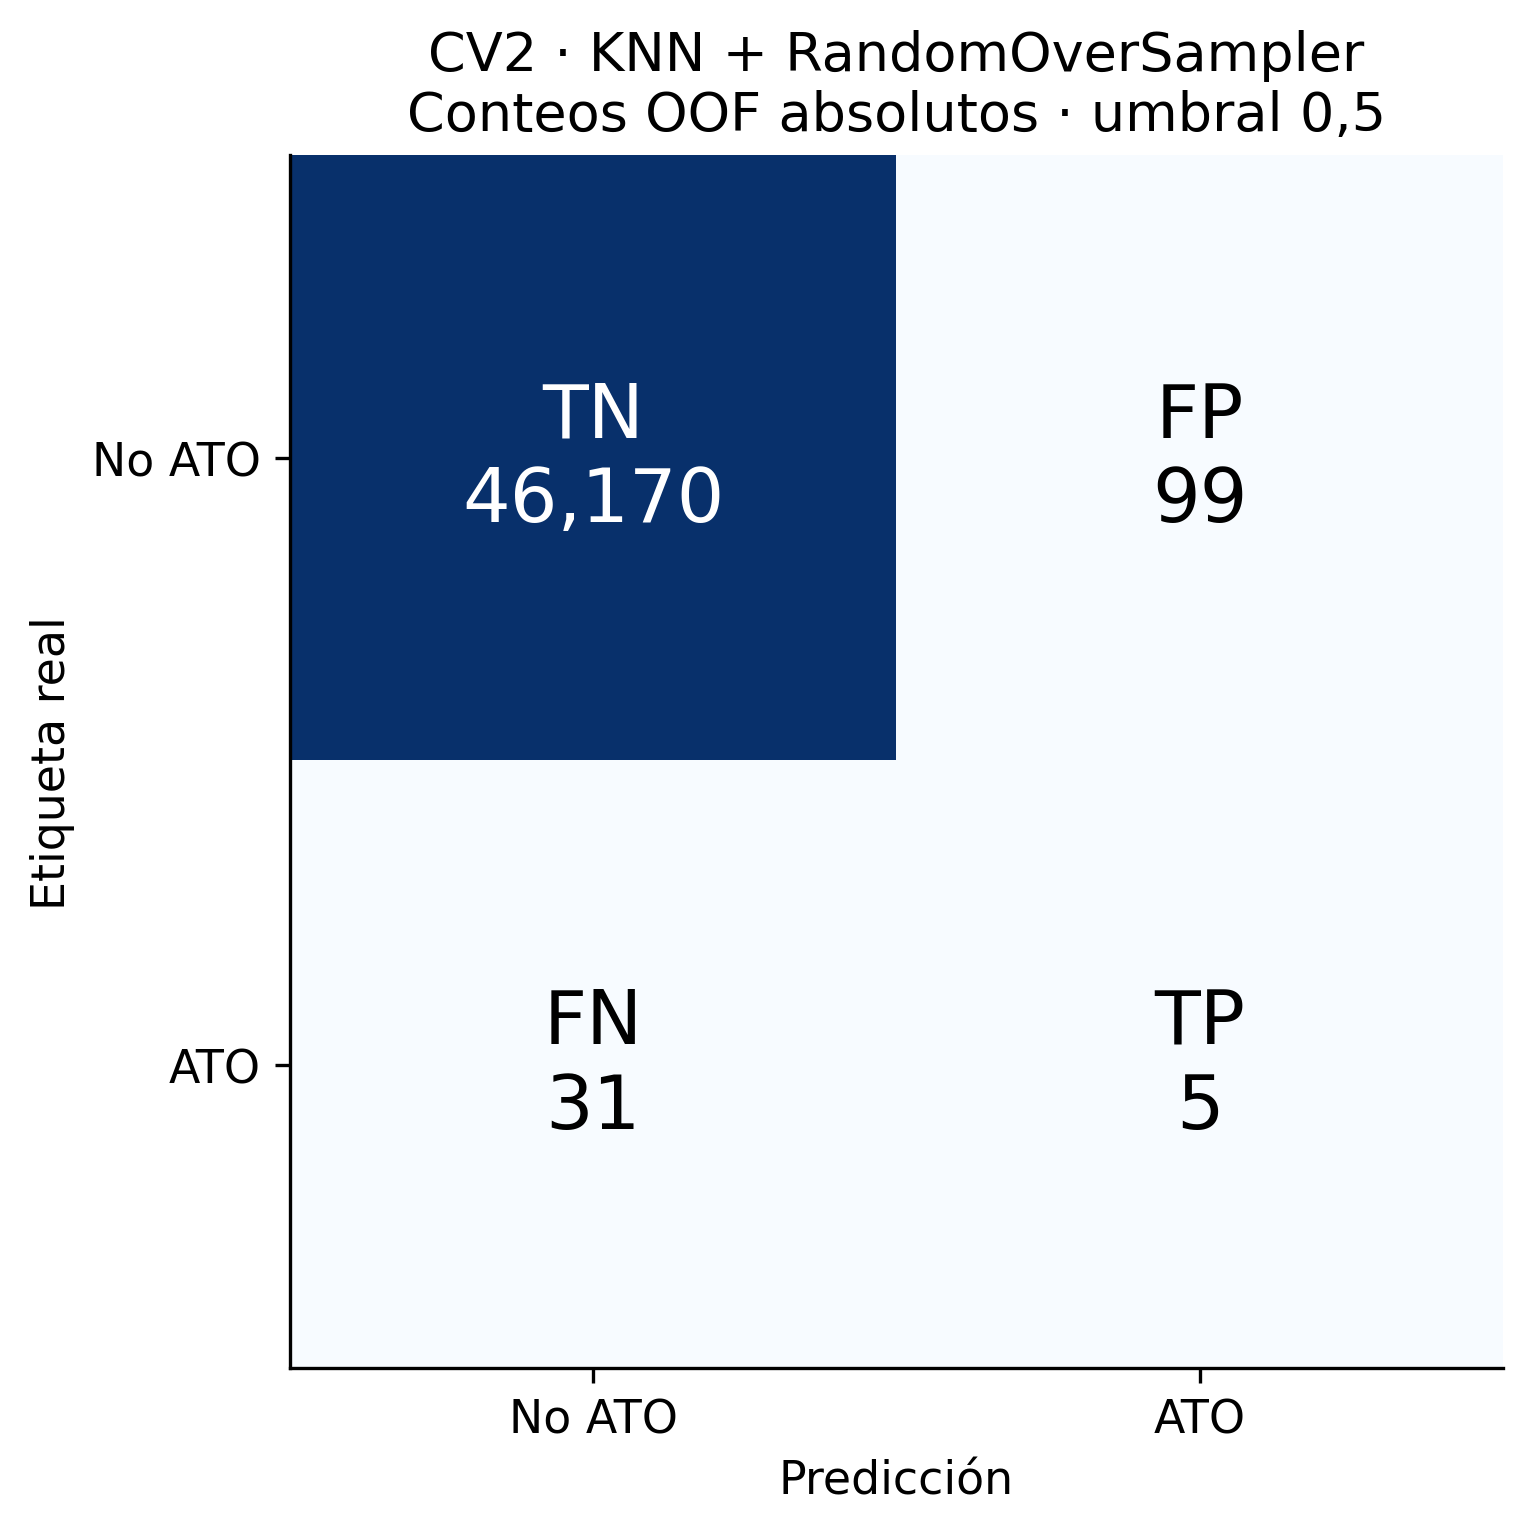 CV2 · KNN + RandomOverSampler
Conteos OOF absolutos · umbral 0,5
Etiqueta real
No ATO
TN
46,170
FP
99
ATO
FN
31
TP
5
No ATO
ATO
Predicción